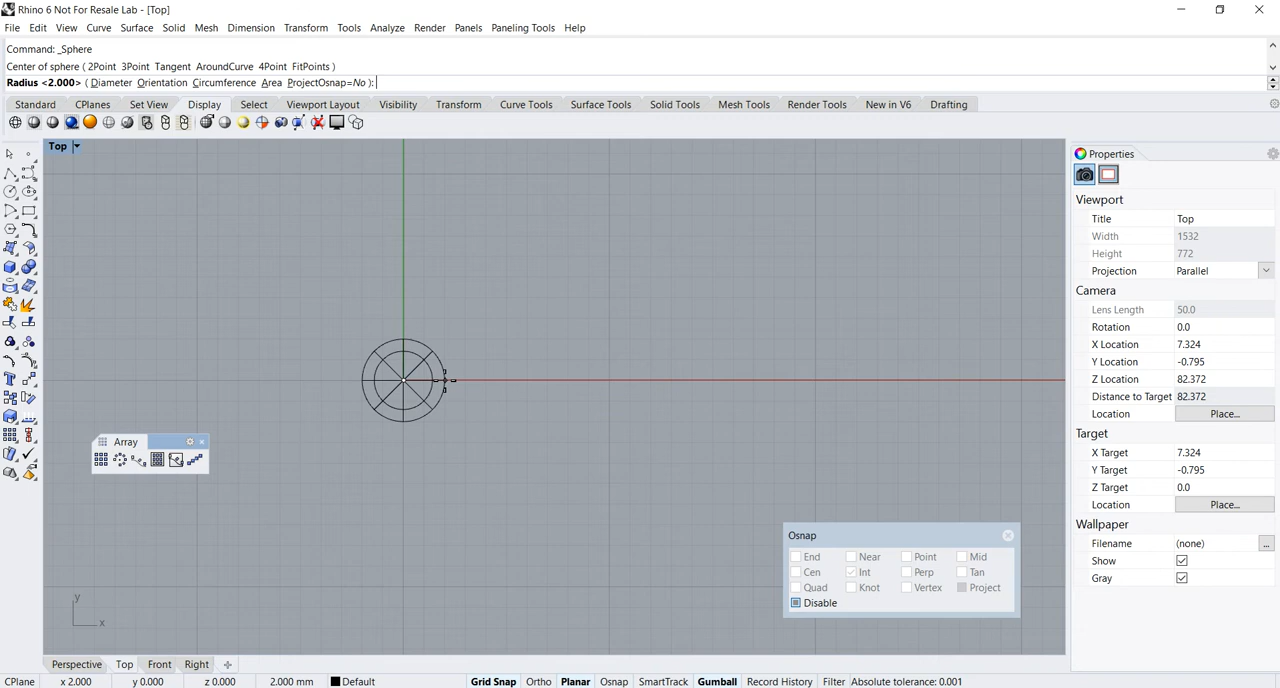 Rhino 6 Not For Resale Lab - [Top]
File Edit View Curve Surface Solid Mesh Dimension Transform Tools Analyze Render Panels Paneling Tools Help
Command: _Sphere
Center of sphere ( 2Point 3Point Tangent AroundCurve 4Point FitPoints )
Radius <2.000> ( Diameter Orientation Circumference Area ProjectOsnap=No ):
Standard CPlanes Set View Display Select Viewport Layout Visibility Transform Curve Tools Surface Tools Solid Tools Mesh Tools Render Tools New in V6 Drafting
Top
Properties
Viewport
Title Top
Width 1532
Height 772
Projection Parallel
Camera
Lens Length 50.0
Rotation 0.0
X Location 7.324
Y Location -0.795
Z Location 82.372
Distance to Target 82.372
Location Place...
Target
X Target 7.324
Y Target -0.795
Z Target 0.0
Location Place...
Wallpaper
Filename (none) ...
Show
Gray
Array
Osnap
End Near Point Mid
Cen Int Perp Tan
Quad Knot Vertex Project
Disable
y
x
Perspective Top Front Right
CPlane x 2.000 y 0.000 z 0.000 2.000 mm Default Grid Snap Ortho Planar Osnap SmartTrack Gumball Record History Filter Absolute tolerance: 0.001